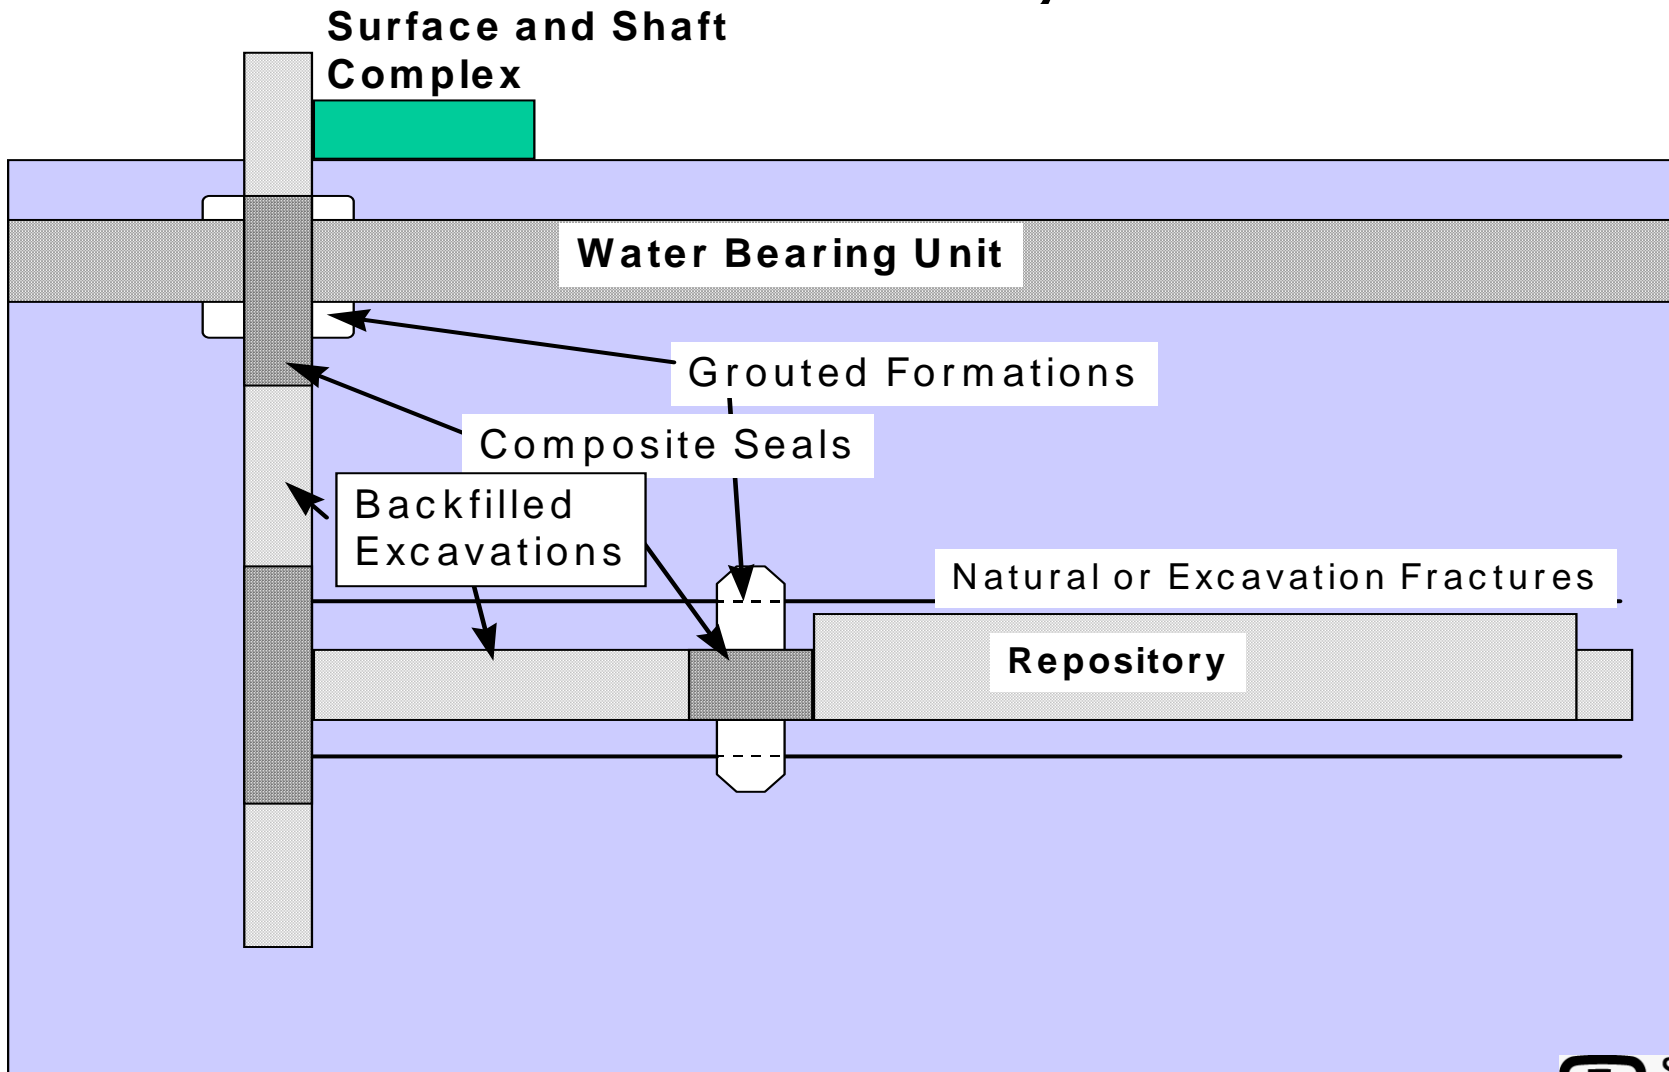 Surface and Shaft
Complex
Water Bearing Unit
Grouted Formations
Composite Seals
Backfilled
Excavations
Natural or Excavation Fractures
Repository